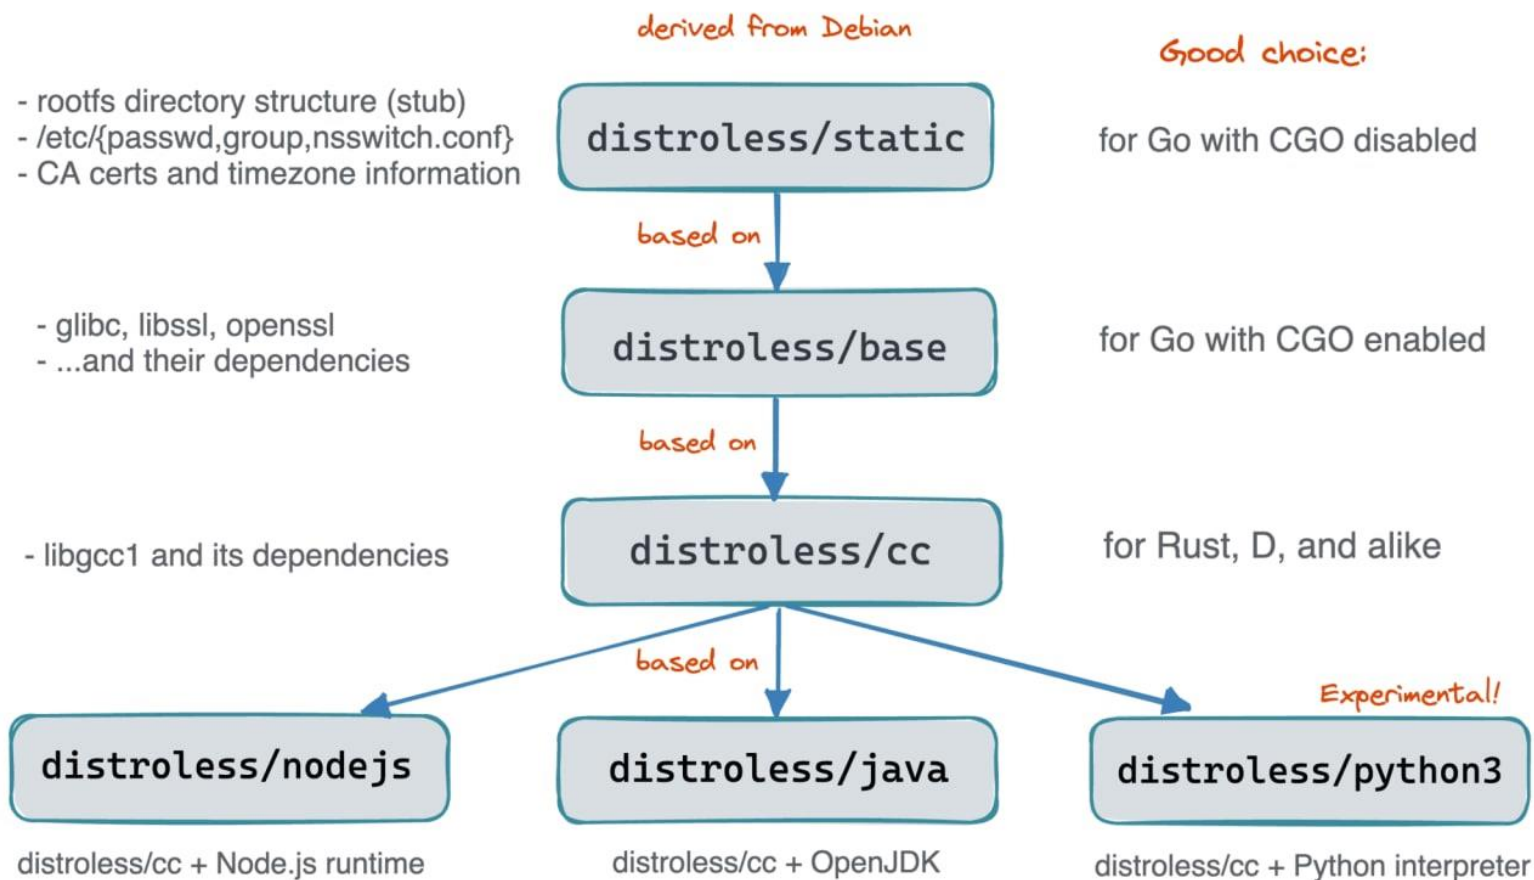 derived from Debian
Good choice:
- rootfs directory structure (stub)
- /etc/{passwd,group,nsswitch.conf}
- CA certs and timezone information
distroless/static
for Go with CGO disabled
based on
- glibc, libssl, openssl
- ...and their dependencies
distroless/base
for Go with CGO enabled
based on
- libgcc1 and its dependencies
distroless/cc
for Rust, D, and alike
based on
Experimental!
distroless/nodejs
distroless/java
distroless/python3
distroless/cc + Node.js runtime
distroless/cc + OpenJDK
distroless/cc + Python interpreter